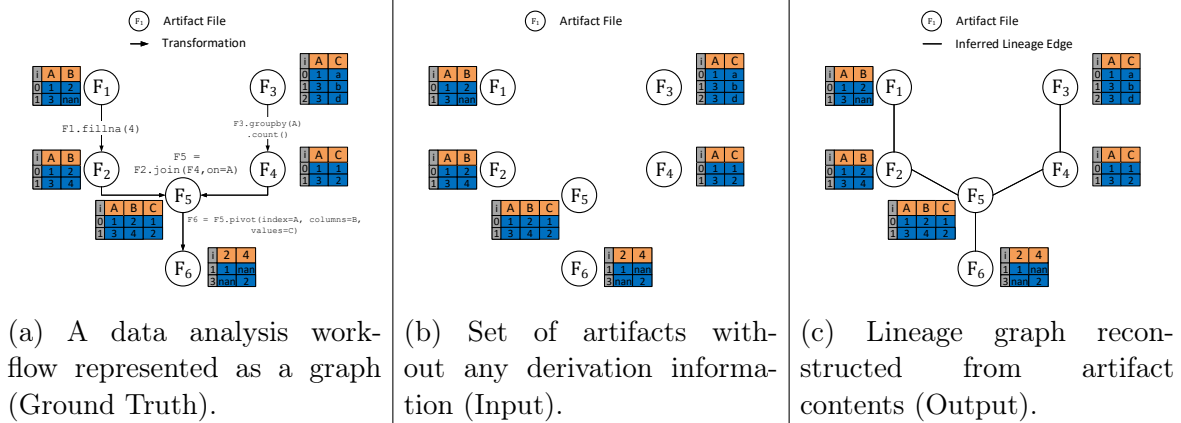 F₁ Artifact File
Transformation
i A B
0 1 2
1 3 nan
F₁
F₃
i A C
0 1 a
1 3 b
2 3 d
F1.fillna(4)
F3.groupby(A)
.count()
i A B
0 1 2
1 3 4
F₂
F5 =
F2.join(F4,on=A)
F₄
i A C
0 1 1
1 3 2
F₅
i A B C
0 1 2 1
1 3 4 2
F6 = F5.pivot(index=A, columns=B,
values=C)
F₆
i 2 4
1 1 nan
3 nan 2
(a) A data analysis work-
flow represented as a graph
(Ground Truth).
F₁ Artifact File
i A B
0 1 2
1 3 nan
F₁
F₃
i A C
0 1 a
1 3 b
2 3 d
i A B
0 1 2
1 3 4
F₂
F₄
i A C
0 1 1
1 3 2
F₅
i A B C
0 1 2 1
1 3 4 2
F₆
i 2 4
1 1 nan
3 nan 2
(b) Set of artifacts with-
out any derivation informa-
tion (Input).
F₁ Artifact File
Inferred Lineage Edge
i A B
0 1 2
1 3 nan
F₁
F₃
i A C
0 1 a
1 3 b
2 3 d
i A B
0 1 2
1 3 4
F₂
F₄
i A C
0 1 1
1 3 2
F₅
i A B C
0 1 2 1
1 3 4 2
F₆
i 2 4
1 1 nan
3 nan 2
(c) Lineage graph recon-
structed from artifact
contents (Output).